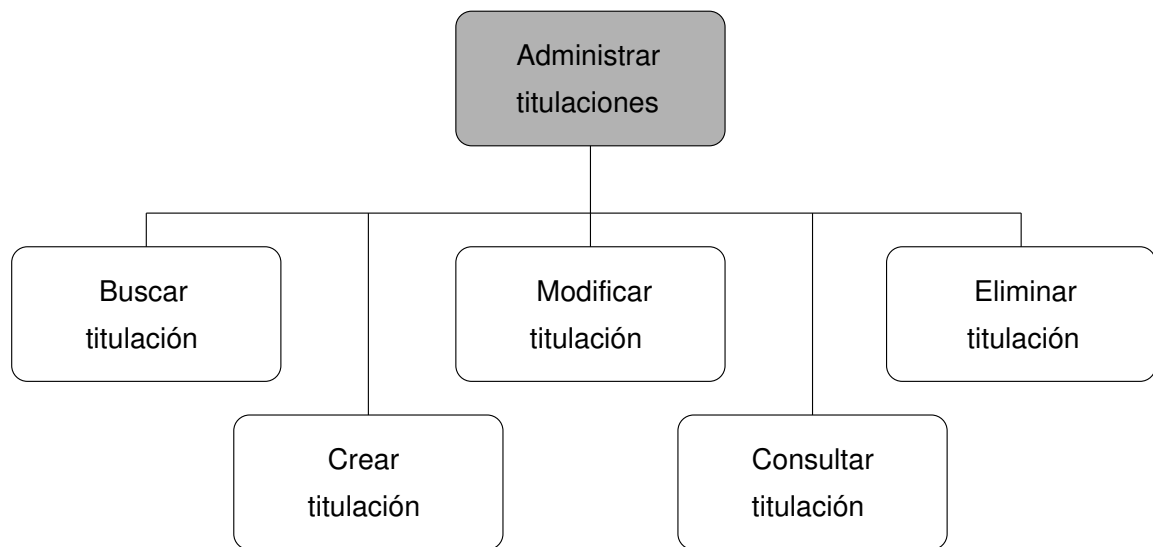 Administrar
titulaciones
Buscar
titulación
Modificar
titulación
Eliminar
titulación
Crear
titulación
Consultar
titulación